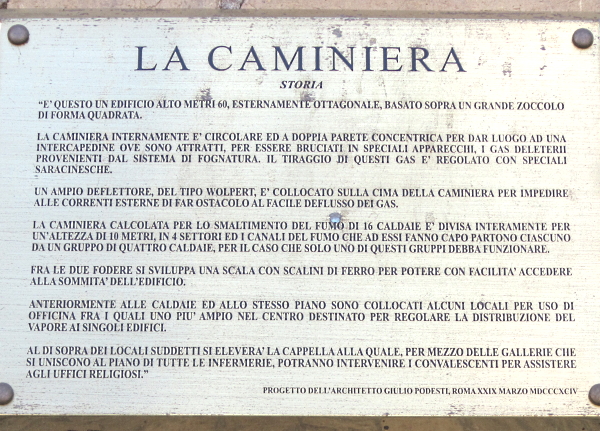 LA CAMINIERA
STORIA
“E’ QUESTO UN EDIFICIO ALTO METRI 60, ESTERNAMENTE OTTAGONALE, BASATO SOPRA UN GRANDE ZOCCOLO
DI FORMA QUADRATA.
LA CAMINIERA INTERNAMENTE E’ CIRCOLARE ED A DOPPIA PARETE CONCENTRICA PER DAR LUOGO AD UNA
INTERCAPEDINE OVE SONO ATTRATTI, PER ESSERE BRUCIATI IN SPECIALI APPARECCHI, I GAS DELETERII
PROVENIENTI DAL SISTEMA DI FOGNATURA. IL TIRAGGIO DI QUESTI GAS E’ REGOLATO CON SPECIALI
SARACINESCHE.
UN AMPIO DEFLETTORE, DEL TIPO WOLPERT, E’ COLLOCATO SULLA CIMA DELLA CAMINIERA PER IMPEDIRE
ALLE CORRENTI ESTERNE DI FAR OSTACOLO AL FACILE DEFLUSSO DEI GAS.
LA CAMINIERA CALCOLATA PER LO SMALTIMENTO DEL FUMO DI 16 CALDAIE E’ DIVISA INTERAMENTE PER
UN’ALTEZZA DI 10 METRI, IN 4 SETTORI ED I CANALI DEL FUMO CHE AD ESSI FANNO CAPO PARTONO CIASCUNO
DA UN GRUPPO DI QUATTRO CALDAIE, PER IL CASO CHE SOLO UNO DI QUESTI GRUPPI DEBBA FUNZIONARE.
FRA LE DUE FODERE SI SVILUPPA UNA SCALA CON SCALINI DI FERRO PER POTERE CON FACILITA’ ACCEDERE
ALLA SOMMITA’ DELL’EDIFICIO.
ANTERIORMENTE ALLE CALDAIE ED ALLO STESSO PIANO SONO COLLOCATI ALCUNI LOCALI PER USO DI
OFFICINA FRA I QUALI UNO PIU’ AMPIO NEL CENTRO DESTINATO PER REGOLARE LA DISTRIBUZIONE DEL
VAPORE AI SINGOLI EDIFICI.
AL DI SOPRA DEI LOCALI SUDDETTI SI ELEVERA’ LA CAPPELLA ALLA QUALE, PER MEZZO DELLE GALLERIE CHE
SI UNISCONO AL PIANO DI TUTTE LE INFERMERIE, POTRANNO INTERVENIRE I CONVALESCENTI PER ASSISTERE
AGLI UFFICI RELIGIOSI.”
PROGETTO DELL’ARCHITETTO GIULIO PODESTI, ROMA XXIX MARZO MDCCCXCIV